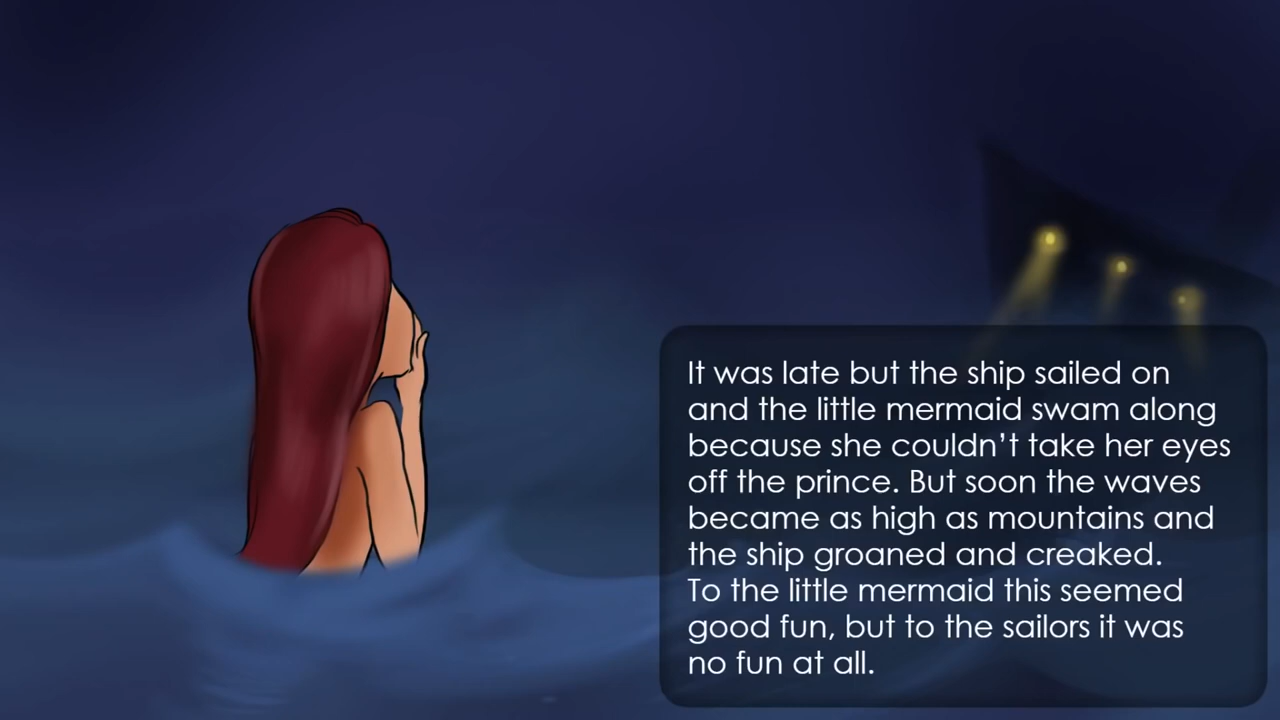 It was late but the ship sailed on
and the little mermaid swam along
because she couldn’t take her eyes
off the prince. But soon the waves
became as high as mountains and
the ship groaned and creaked.
To the little mermaid this seemed
good fun, but to the sailors it was
no fun at all.